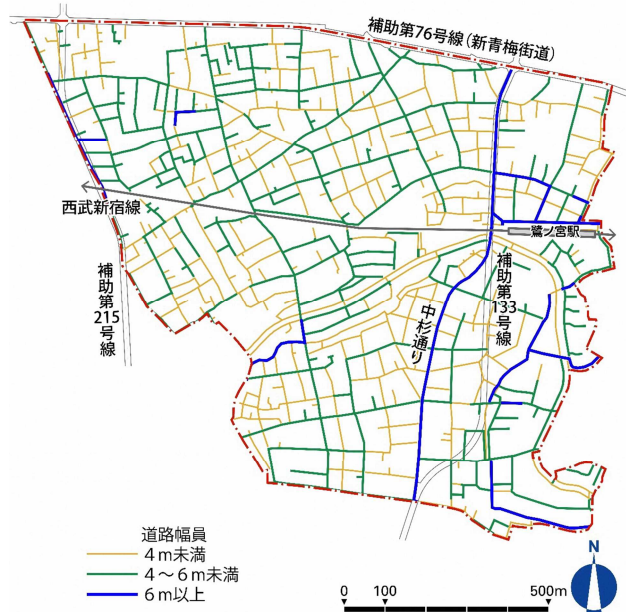 補助第76号線（新青梅街道）
西武新宿線
鷺ノ宮駅
補助第215号線
補助第133号線
中杉通り
道路幅員
4m未満
4～6m未満
6m以上
N
0 100 500m